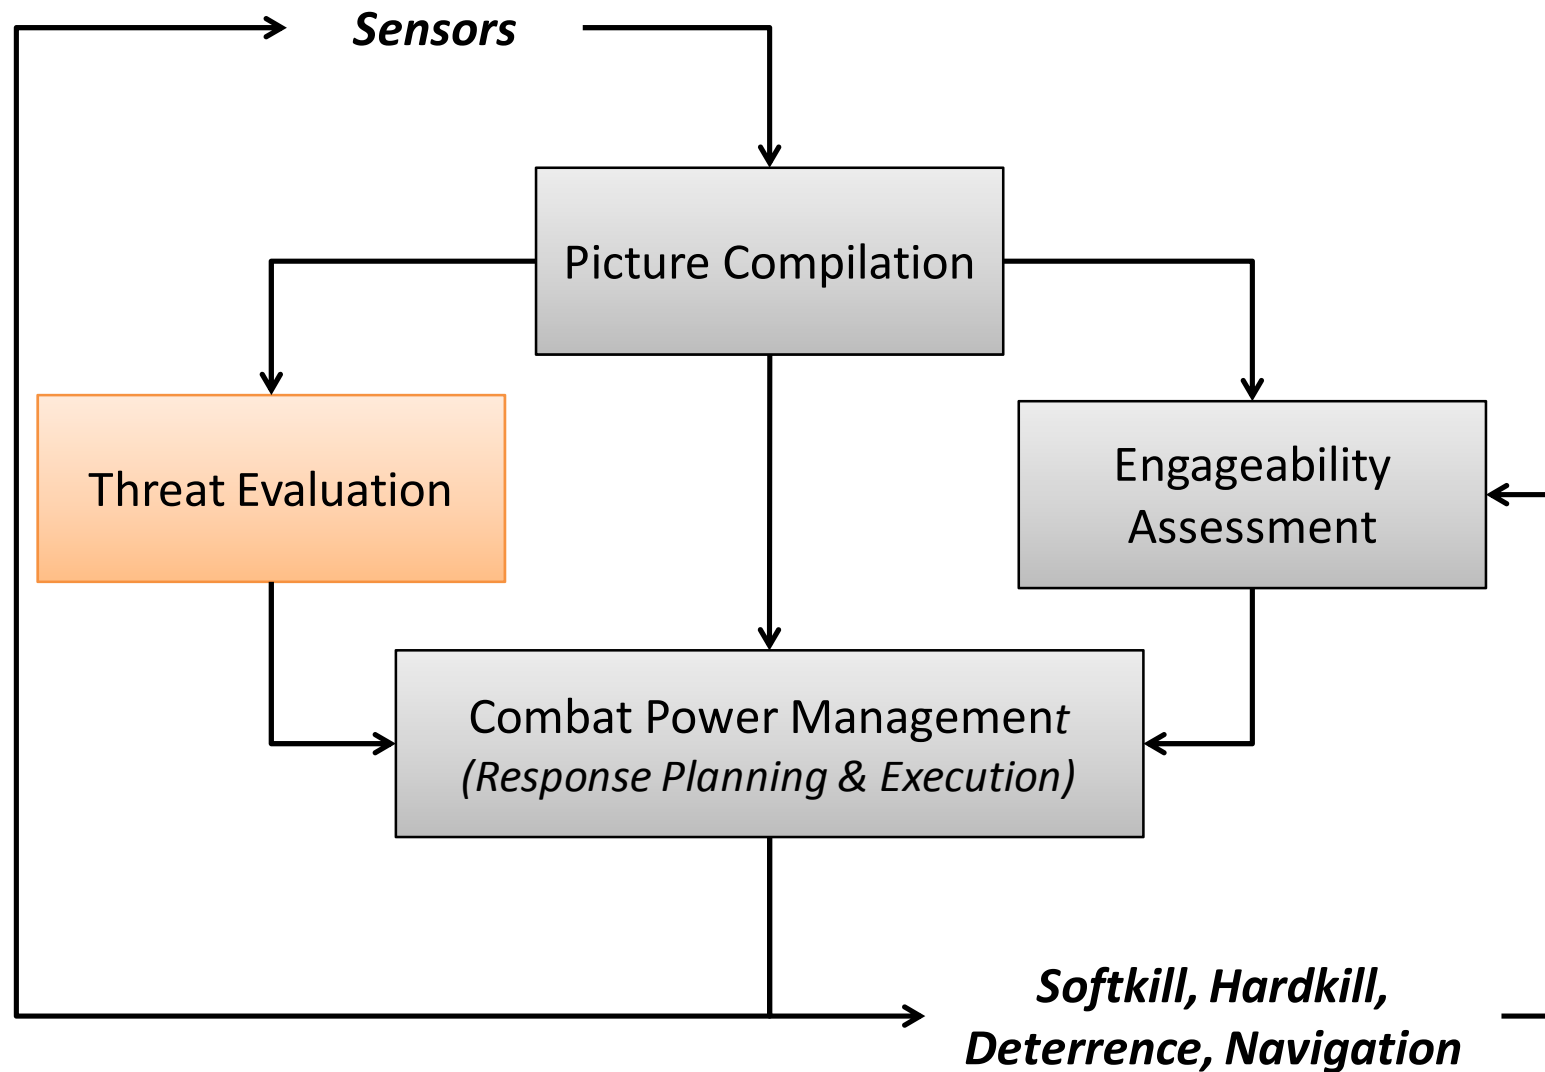 Sensors
Picture Compilation
Threat Evaluation
Engageability
Assessment
Combat Power Management
(Response Planning & Execution)
Softkill, Hardkill,
Deterrence, Navigation